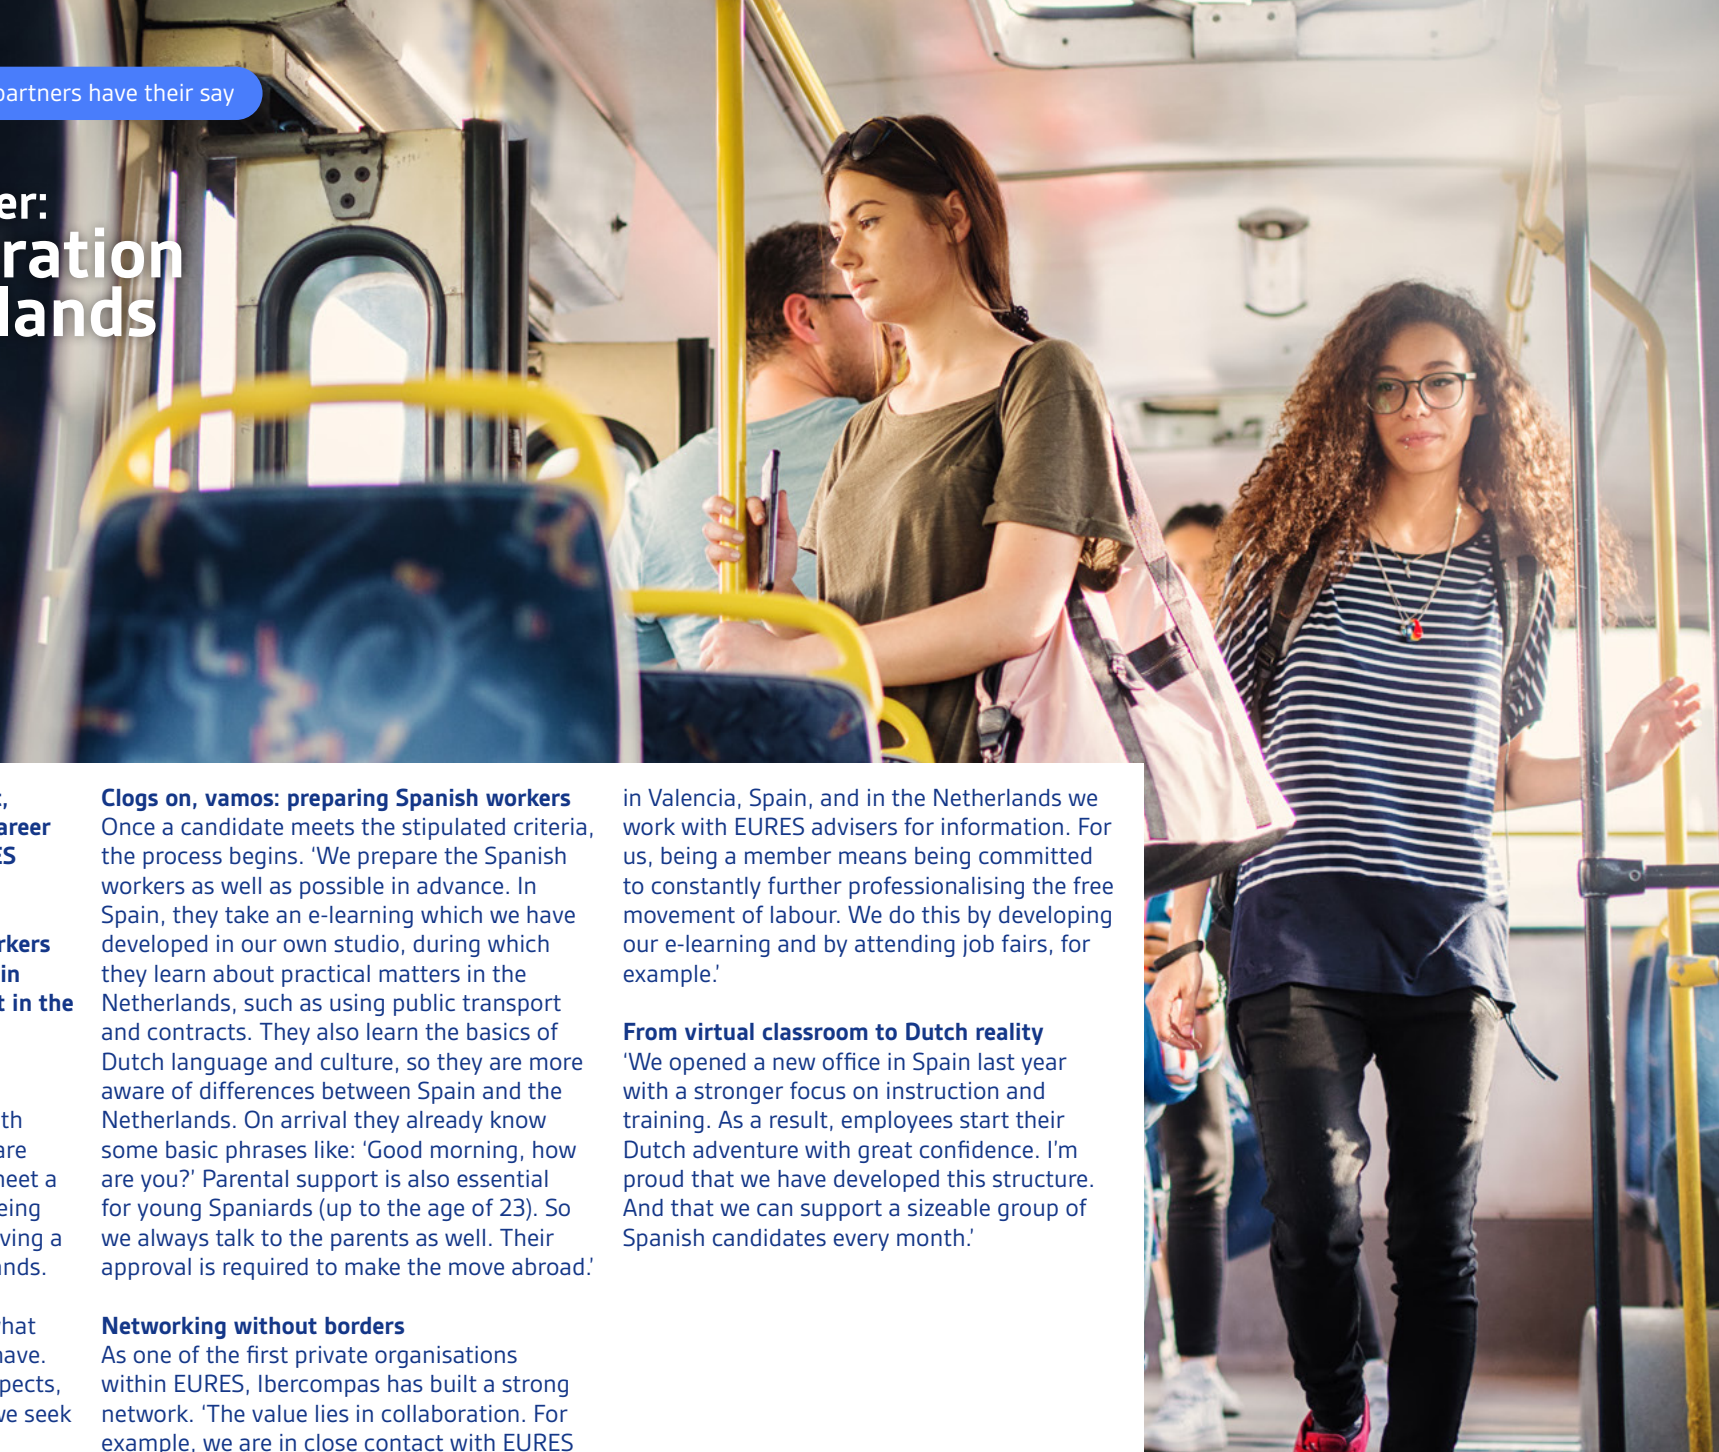 partners have their say
er:
ration
lands
t in the
are
a
ving a
seek
Clogs on, vamos: preparing Spanish workers
Once a candidate meets the stipulated criteria,
the process begins. ‘We prepare the Spanish
workers as well as possible in advance. In
Spain, they take an e-learning which we have
developed in our own studio, during which
they learn about practical matters in the
Netherlands, such as using public transport
and contracts. They also learn the basics of
Dutch language and culture, so they are more
aware of differences between Spain and the
Netherlands. On arrival they already know
some basic phrases like: ‘Good morning, how
are you?’ Parental support is also essential
for young Spaniards (up to the age of 23). So
we always talk to the parents as well. Their
approval is required to make the move abroad.’
Networking without borders
As one of the first private organisations
within EURES, Ibercompas has built a strong
network. ‘The value lies in collaboration. For
example, we are in close contact with EURES
in Valencia, Spain, and in the Netherlands we
work with EURES advisers for information. For
us, being a member means being committed
to constantly further professionalising the free
movement of labour. We do this by developing
our e-learning and by attending job fairs, for
example.’
From virtual classroom to Dutch reality
‘We opened a new office in Spain last year
with a stronger focus on instruction and
training. As a result, employees start their
Dutch adventure with great confidence. I’m
proud that we have developed this structure.
And that we can support a sizeable group of
Spanish candidates every month.’